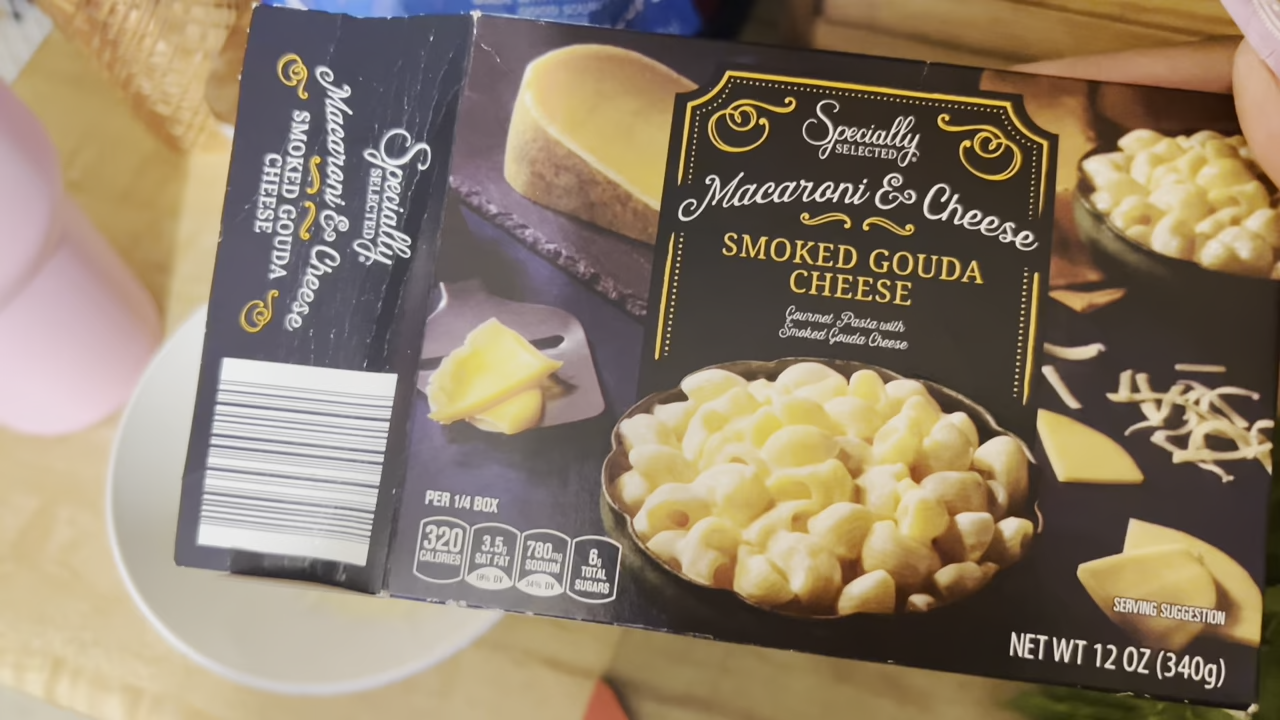 Specially
SELECTED®
Macaroni & Cheese
SMOKED GOUDA
CHEESE
Specially
SELECTED®
Macaroni & Cheese
SMOKED GOUDA
CHEESE
Gourmet Pasta with
Smoked Gouda Cheese
PER 1/4 BOX
320
CALORIES
3.5g
SAT FAT
18% DV
780mg
SODIUM
34% DV
6g
TOTAL
SUGARS
SERVING SUGGESTION
NET WT 12 OZ (340g)